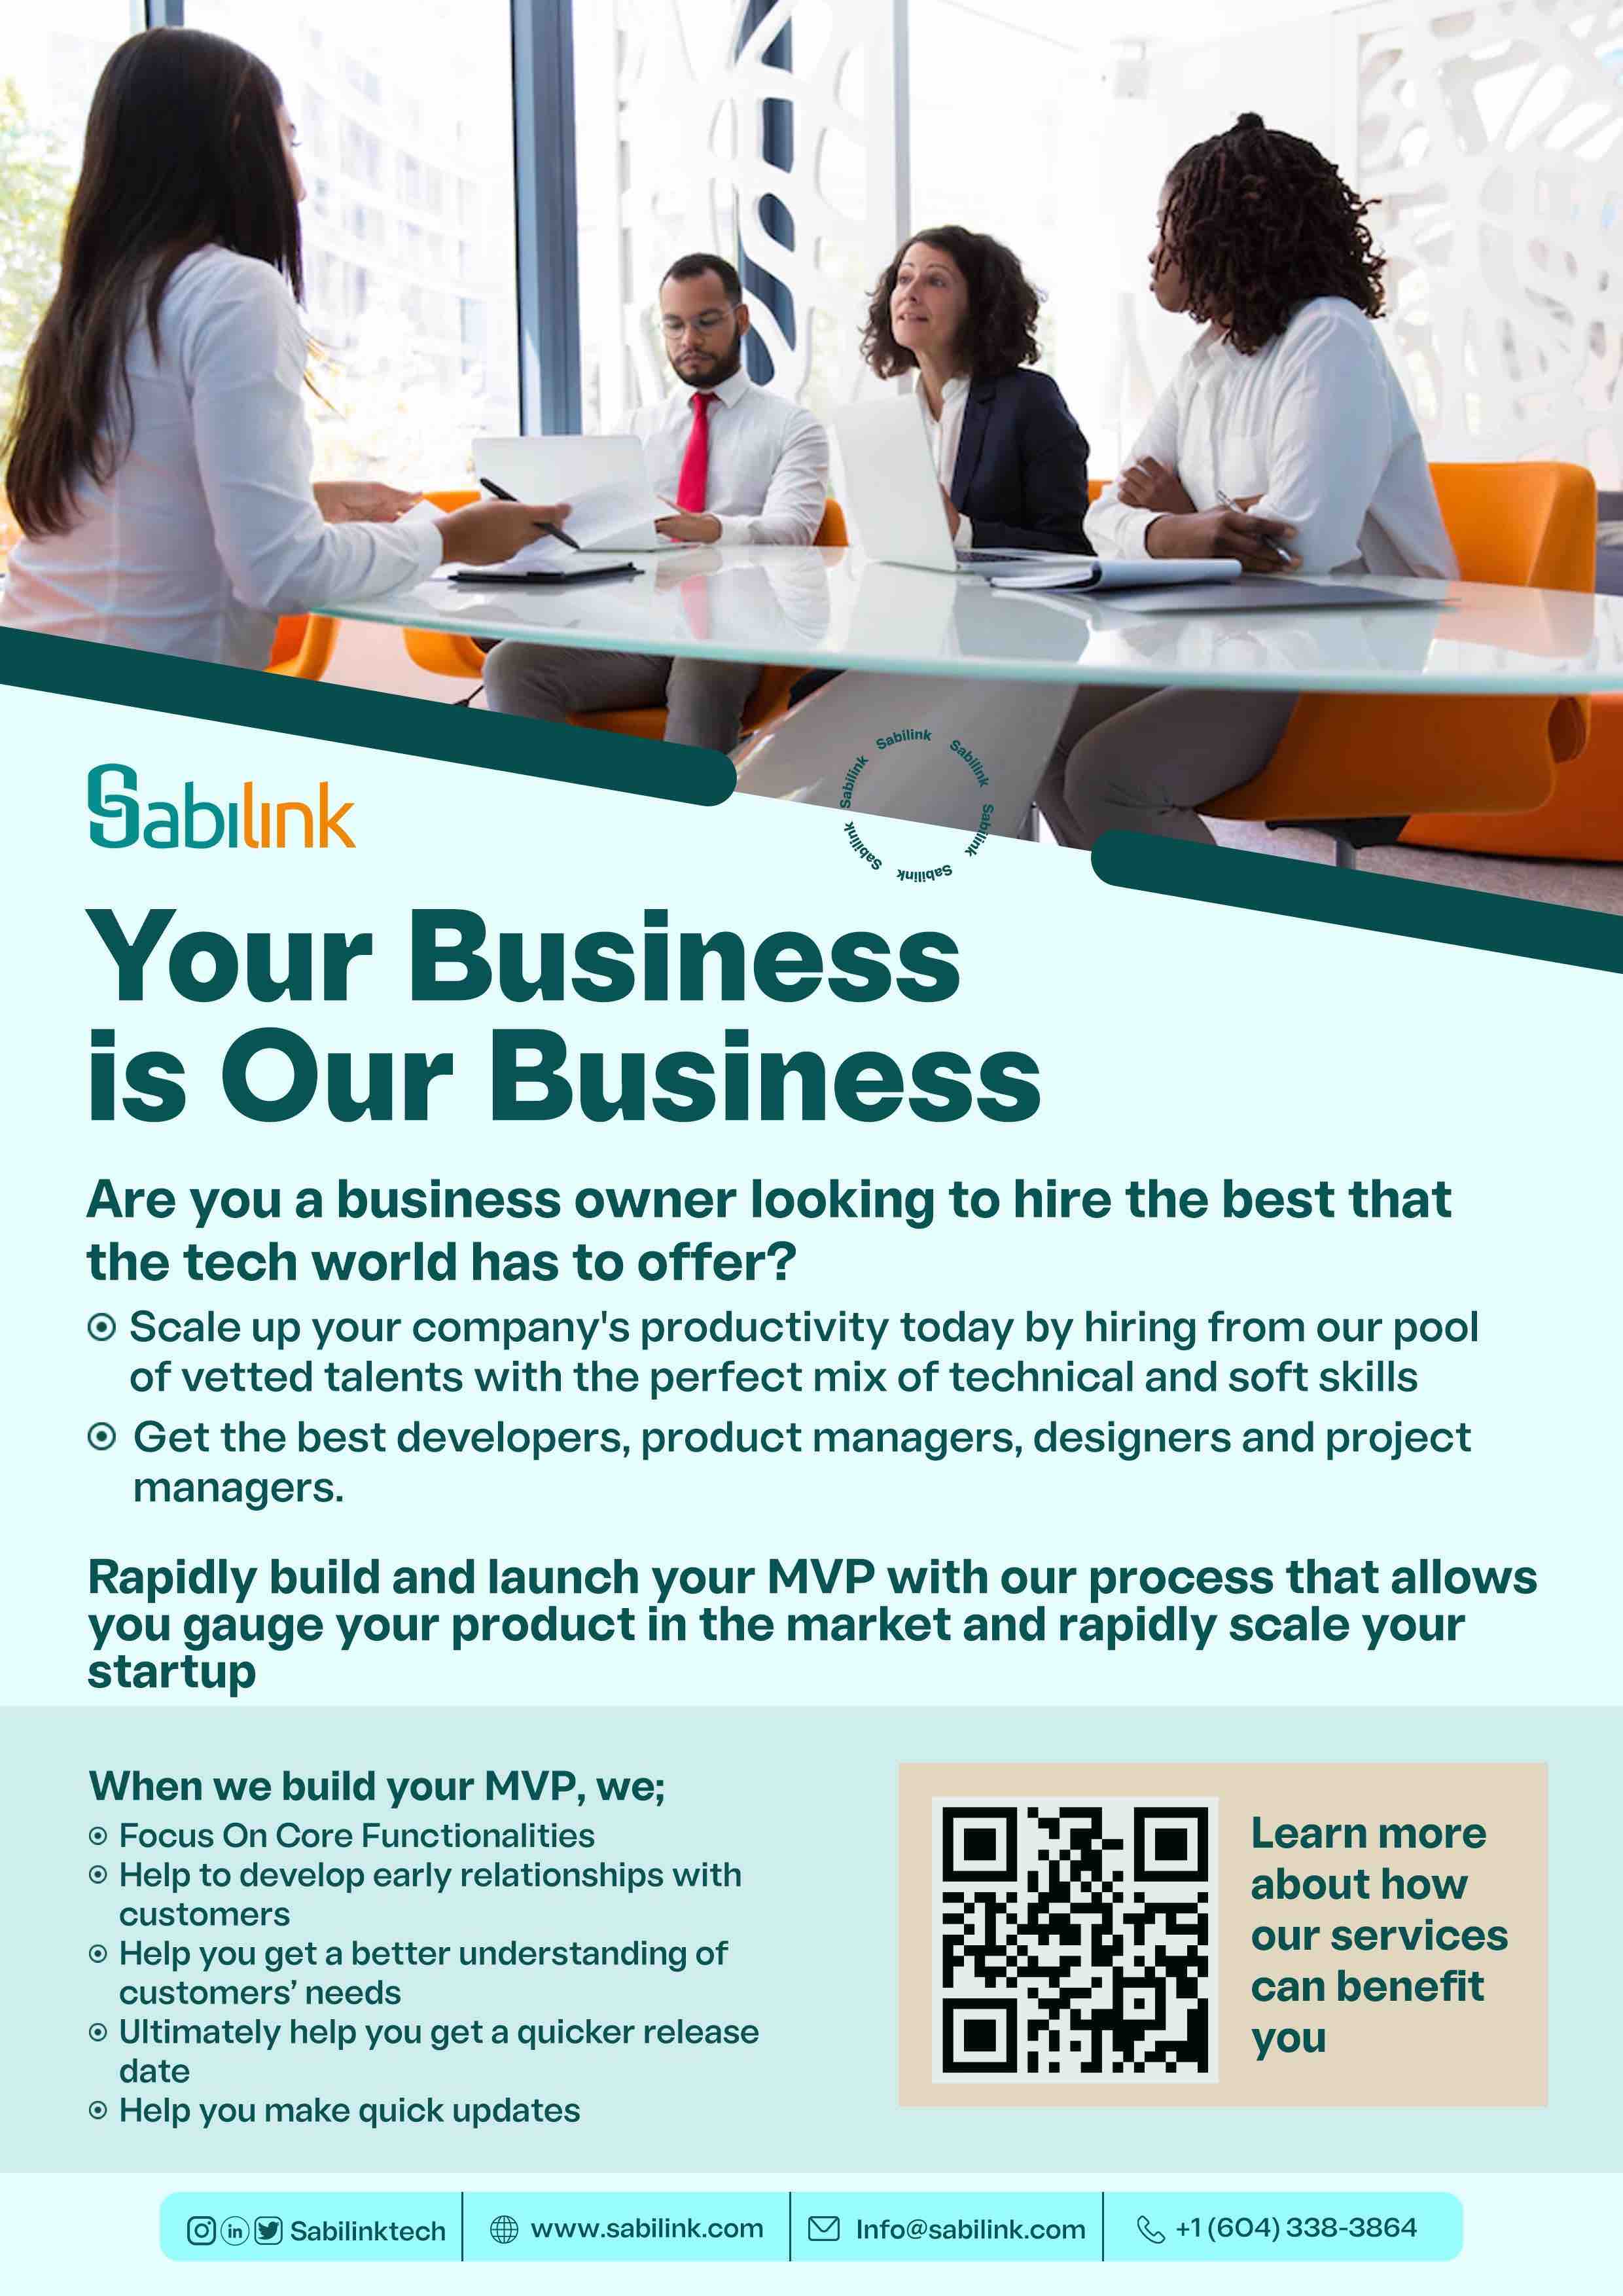 Sabilink
Sabilink Sabilink Sabilink Sabilink Sabilink Sabilink
Your Business
is Our Business
Are you a business owner looking to hire the best that
the tech world has to offer?
Scale up your company's productivity today by hiring from our pool
of vetted talents with the perfect mix of technical and soft skills
Get the best developers, product managers, designers and project
managers.
Rapidly build and launch your MVP with our process that allows
you gauge your product in the market and rapidly scale your
startup
When we build your MVP, we;
Focus On Core Functionalities
Help to develop early relationships with
customers
Help you get a better understanding of
customers’ needs
Ultimately help you get a quicker release
date
Help you make quick updates
Learn more
about how
our services
can benefit
you
in Sabilinktech
www.sabilink.com
Info@sabilink.com
+1 (604) 338-3864